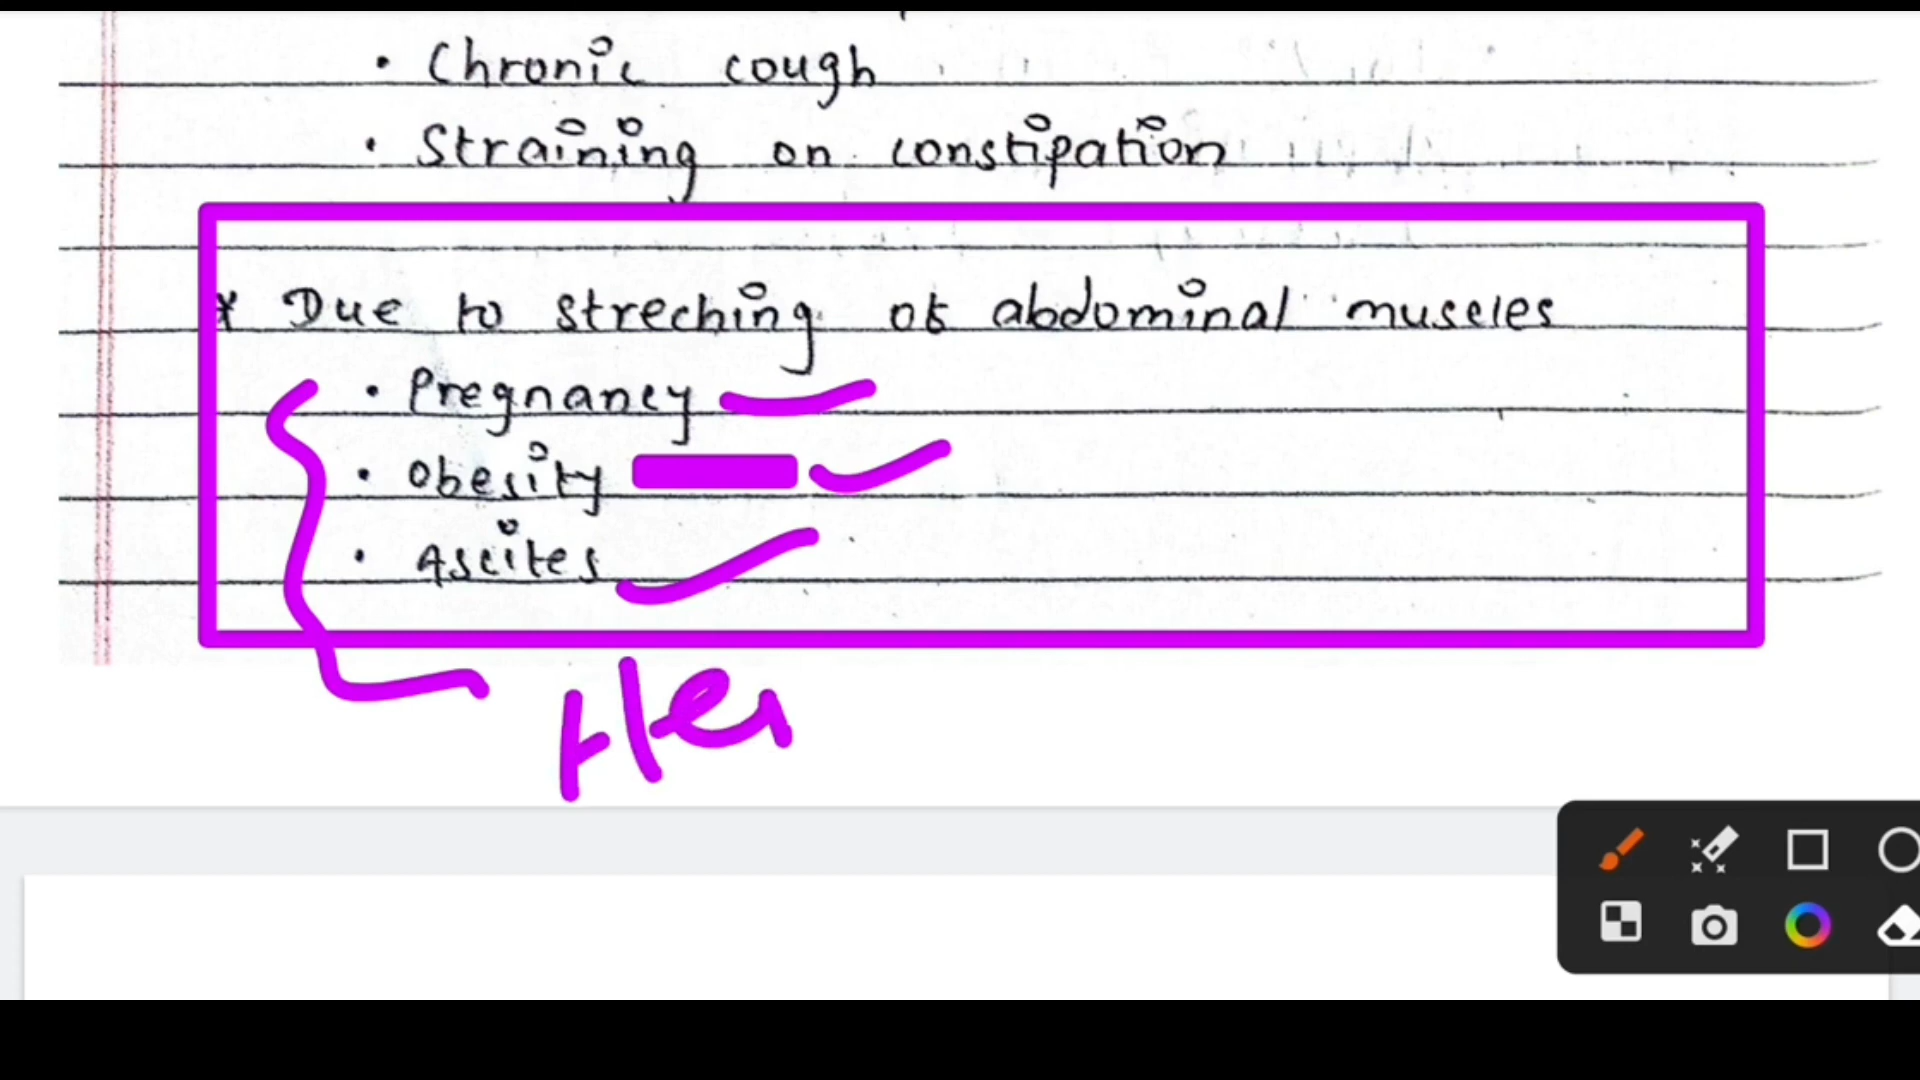 • Chronic cough
• Straining on constipation
* Due to streching of abdominal muscles
• Pregnancy
• Obesity
• Ascites
Her